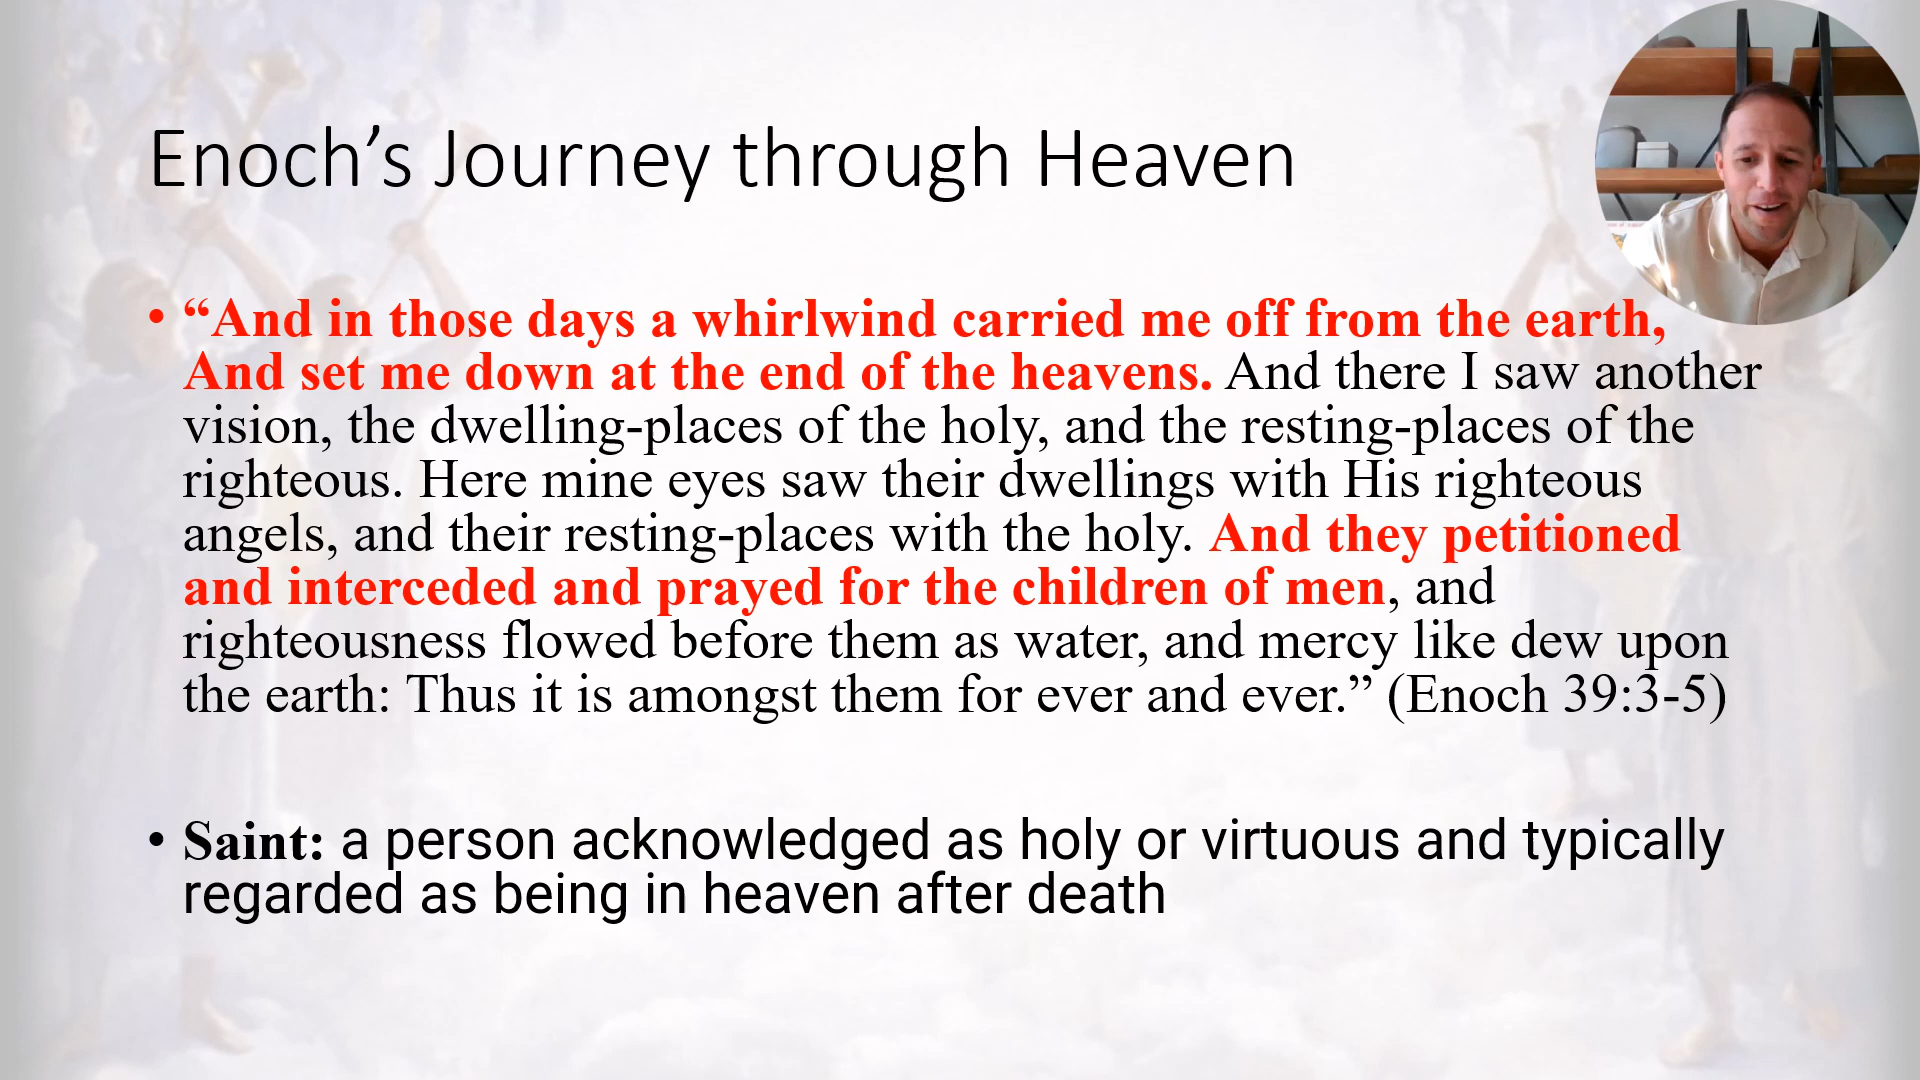 Enoch’s Journey through Heaven
• “And in those days a whirlwind carried me off from the earth,
And set me down at the end of the heavens. And there I saw another
vision, the dwelling-places of the holy, and the resting-places of the
righteous. Here mine eyes saw their dwellings with His righteous
angels, and their resting-places with the holy. And they petitioned
and interceded and prayed for the children of men, and
righteousness flowed before them as water, and mercy like dew upon
the earth: Thus it is amongst them for ever and ever.” (Enoch 39:3-5)
• Saint: a person acknowledged as holy or virtuous and typically
regarded as being in heaven after death